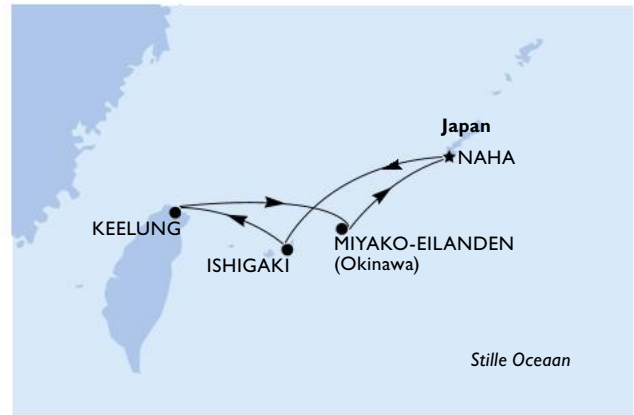 Japan
NAHA
KEELUNG
MIYAKO-EILANDEN
(Okinawa)
ISHIGAKI
Stille Oceaan